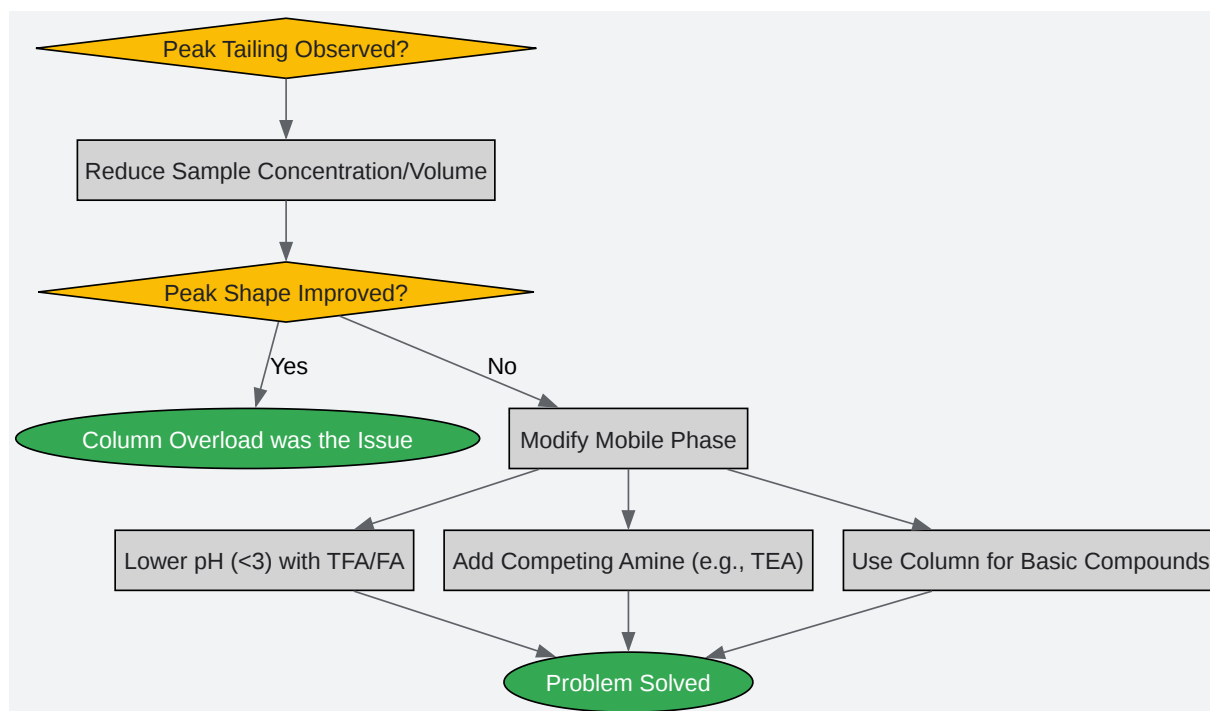 Peak Tailing Observed?
Reduce Sample Concentration/Volume
Peak Shape Improved?
Yes
No
Column Overload was the Issue
Modify Mobile Phase
Lower pH (<3) with TFA/FA
Add Competing Amine (e.g., TEA)
Use Column for Basic Compounds
Problem Solved